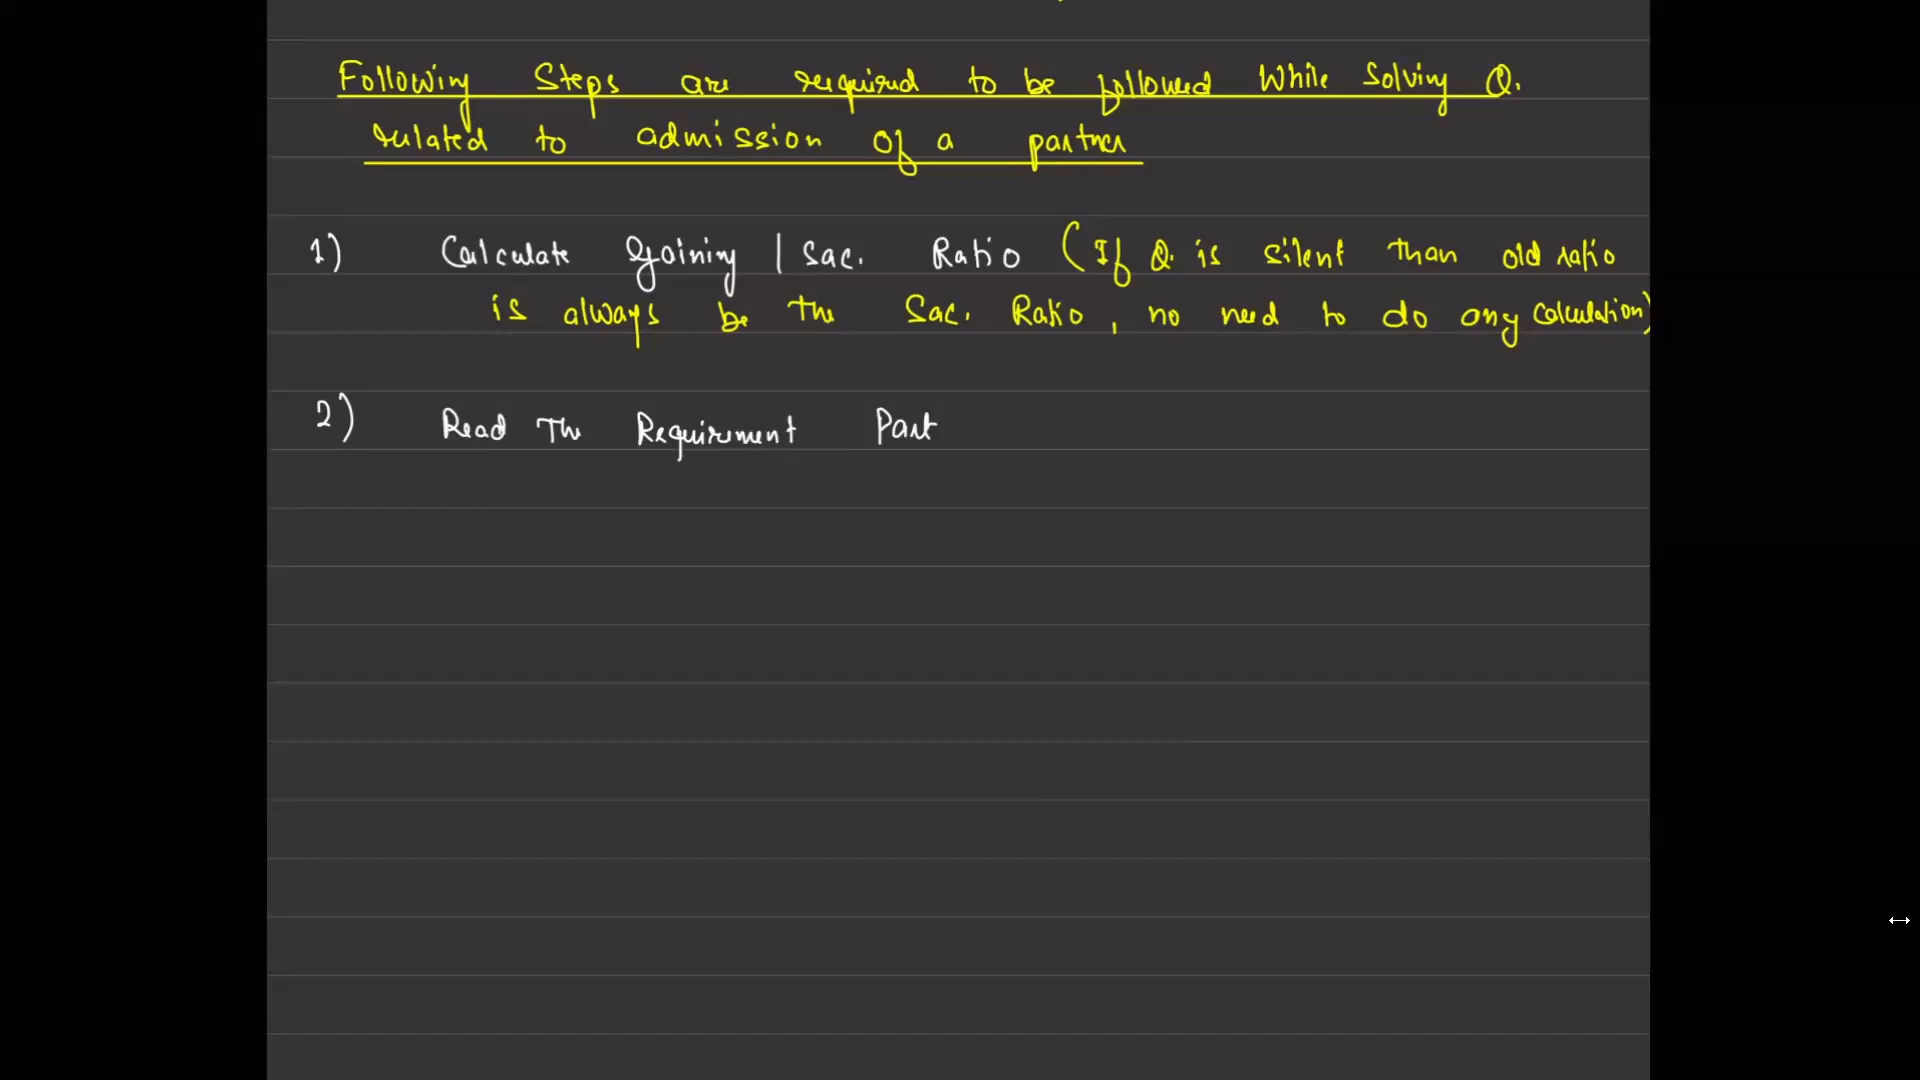 Following Steps are required to be followed While Solving Q.
related to admission of a partner
1) Calculate Gaining | Sac. Ratio (If Q. is silent than old ratio
is always be the Sac. Ratio, no need to do any calculation)
2) Read The Requirement Part